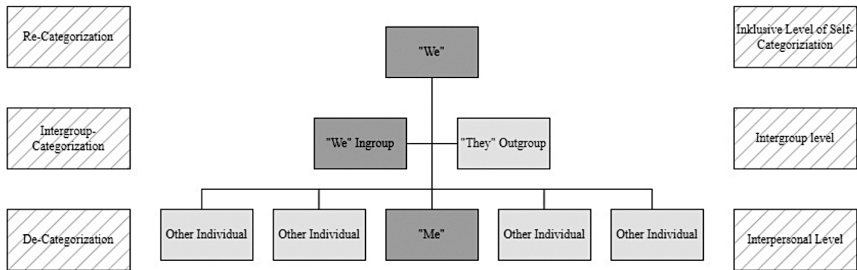 Re-Categorization
"We"
Inklusive Level of Self-
Categoriziation
Intergroup-
Categorization
"We" Ingroup
"They" Outgroup
Intergroup level
De-Categorization
Other Individual
Other Individual
"Me"
Other Individual
Other Individual
Interpersonal Level